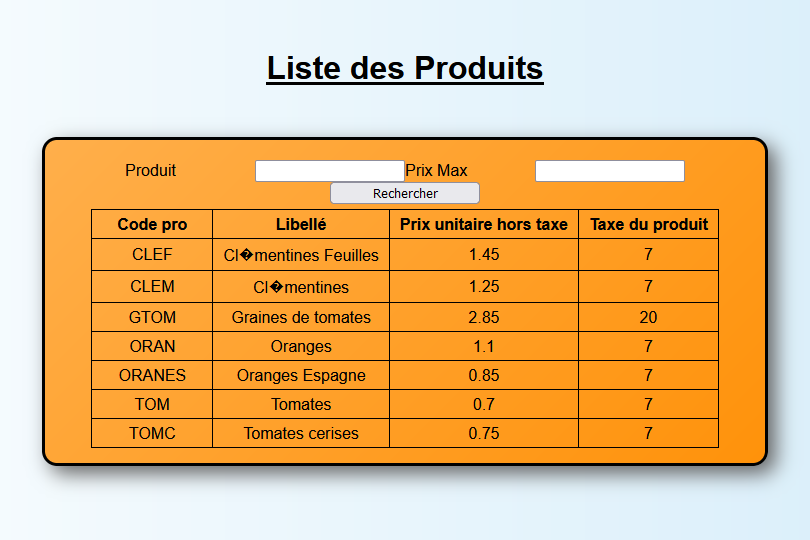 Liste des Produits
Produit Prix Max
Rechercher
Code pro Libellé Prix unitaire hors taxe Taxe du produit
CLEF Cl�mentines Feuilles 1.45 7
CLEM Cl�mentines 1.25 7
GTOM Graines de tomates 2.85 20
ORAN Oranges 1.1 7
ORANES Oranges Espagne 0.85 7
TOM Tomates 0.7 7
TOMC Tomates cerises 0.75 7